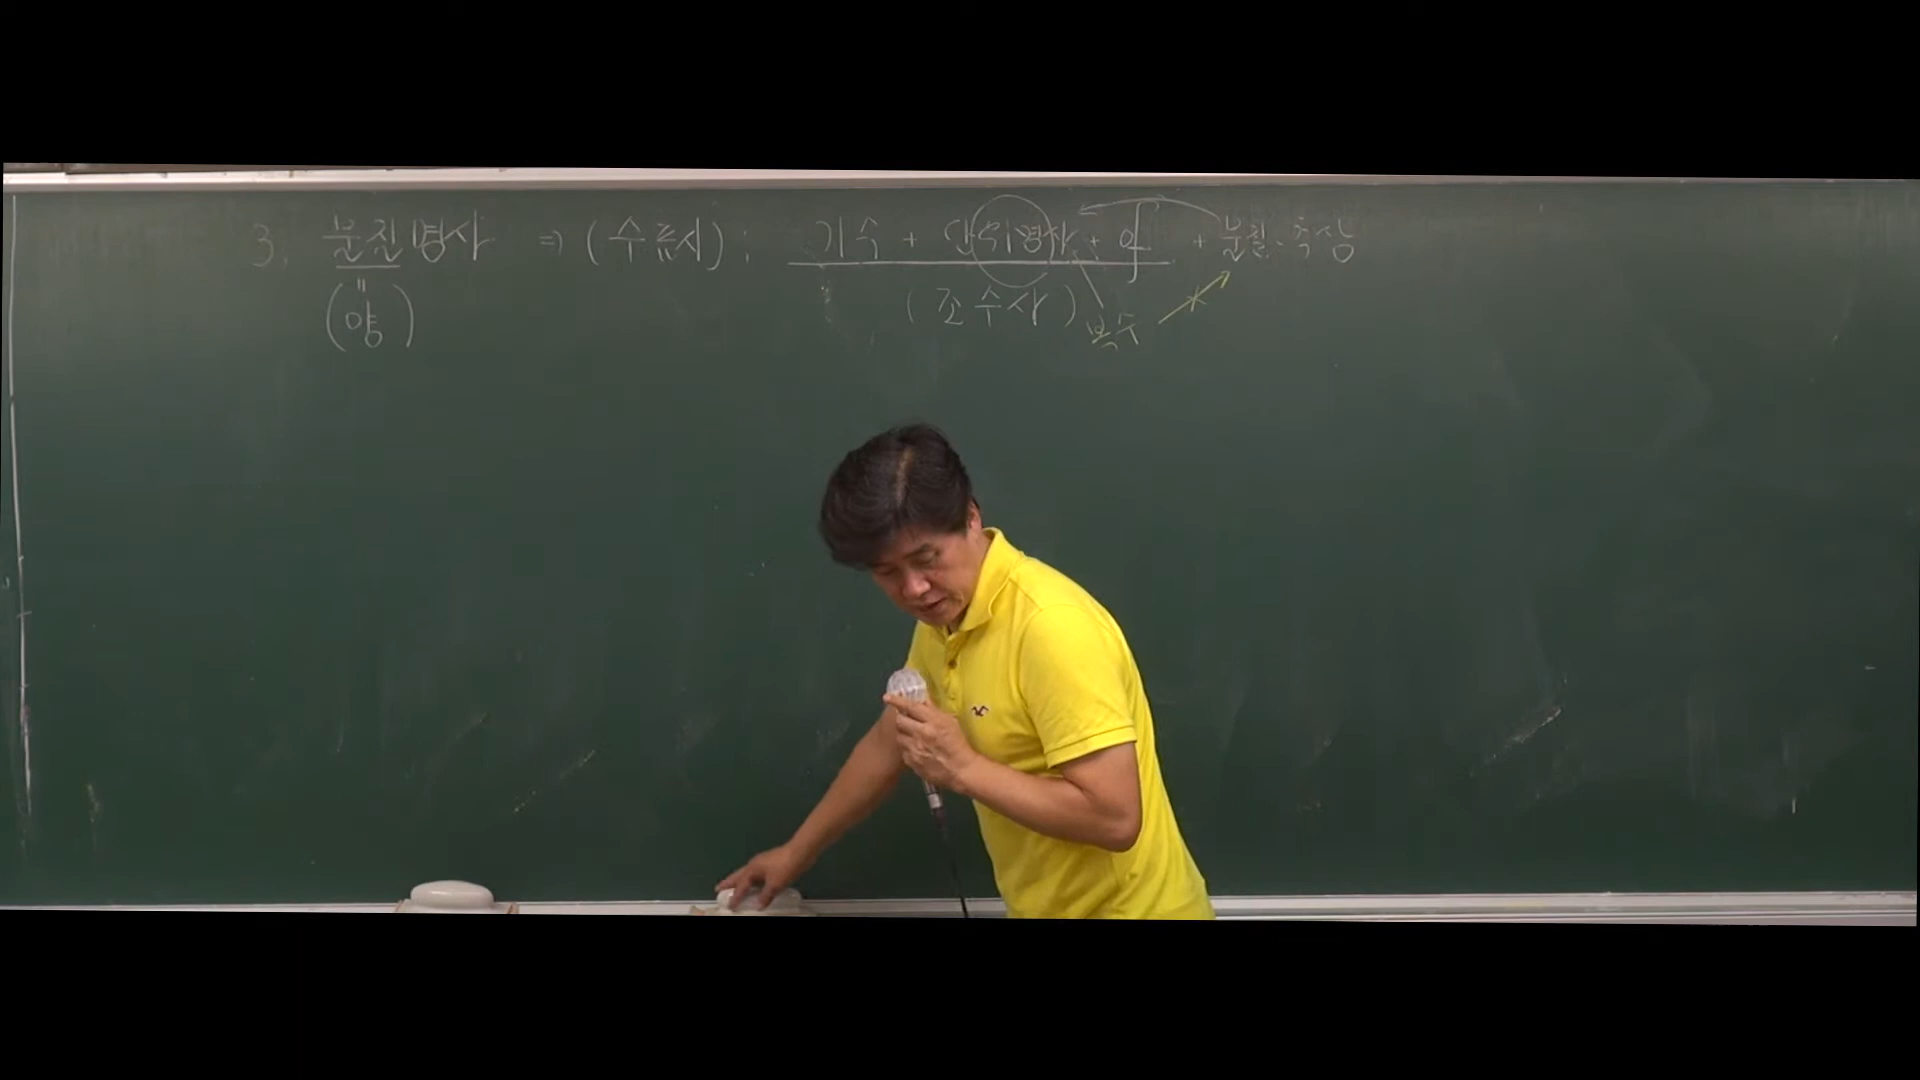 3. 물질명사 ⇒ (수표시) : 기수 + 단위명사 + of + 물질·추상
(양) (조수사) 복수